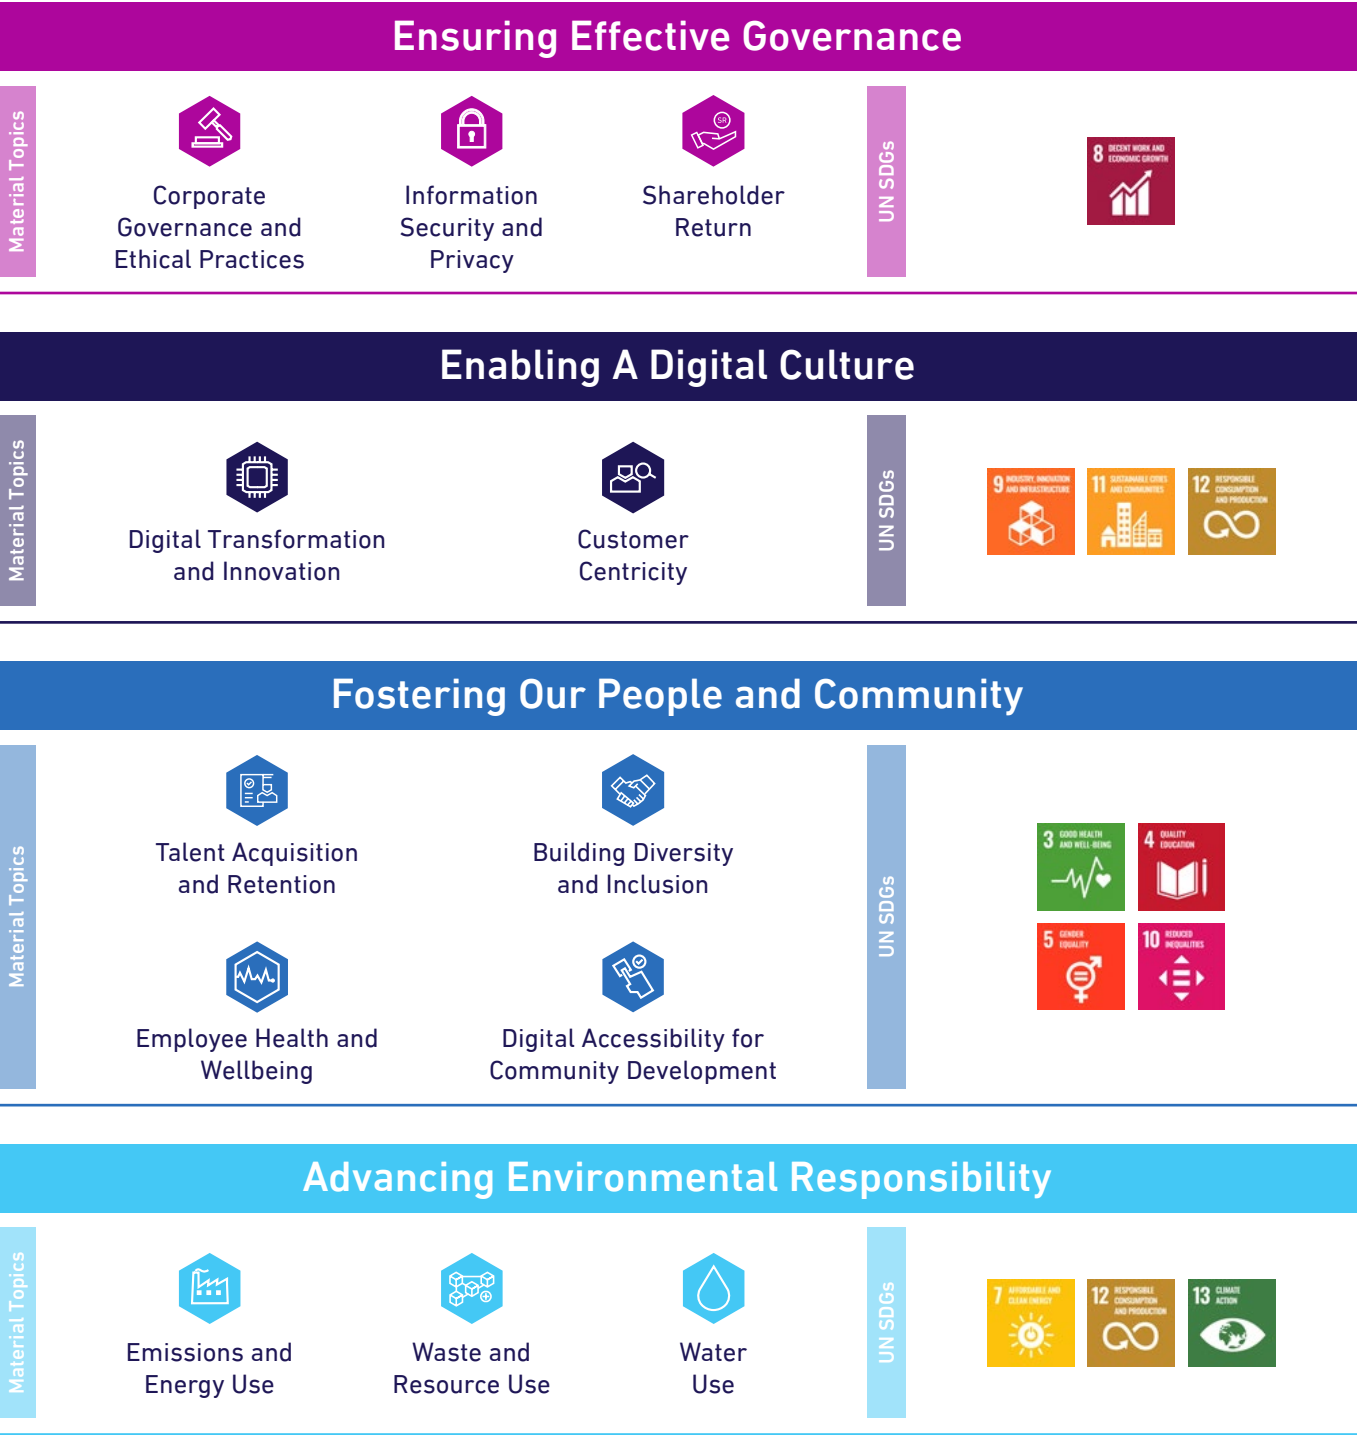 Ensuring Effective Governance
Material Topics
Corporate
Governance and
Ethical Practices
Information
Security and
Privacy
SR
Shareholder
Return
UN SDGs
8 DECENT WORK AND
ECONOMIC GROWTH
Enabling A Digital Culture
Material Topics
Digital Transformation
and Innovation
Customer
Centricity
UN SDGs
9 INDUSTRY, INNOVATION
AND INFRASTRUCTURE
11 SUSTAINABLE CITIES
AND COMMUNITIES
12 RESPONSIBLE
CONSUMPTION
AND PRODUCTION
Fostering Our People and Community
Material Topics
Talent Acquisition
and Retention
Building Diversity
and Inclusion
Employee Health and
Wellbeing
Digital Accessibility for
Community Development
UN SDGs
3 GOOD HEALTH
AND WELL-BEING
4 QUALITY
EDUCATION
5 GENDER
EQUALITY
10 REDUCED
INEQUALITIES
Advancing Environmental Responsibility
Material Topics
Emissions and
Energy Use
Waste and
Resource Use
Water
Use
UN SDGs
7 AFFORDABLE AND
CLEAN ENERGY
12 RESPONSIBLE
CONSUMPTION
AND PRODUCTION
13 CLIMATE
ACTION